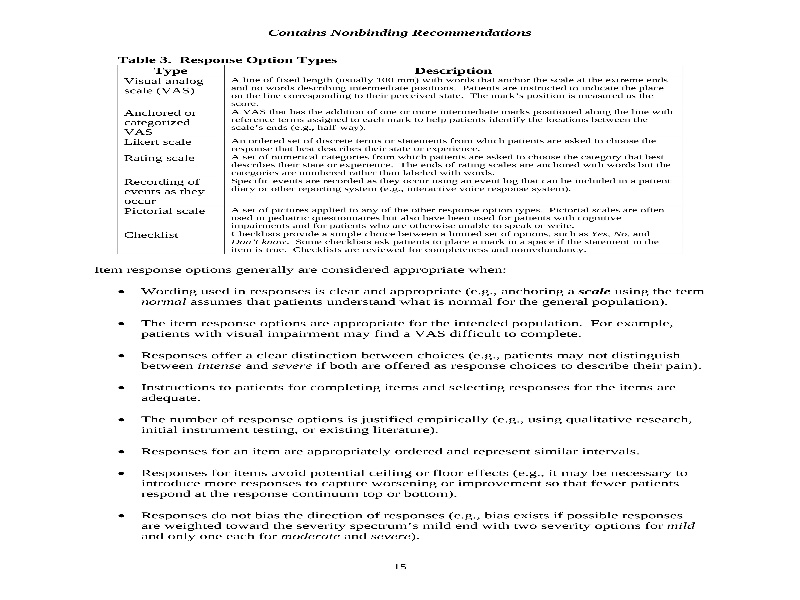 Contains Nonbinding Recommendations
Table 3.  Response Option Types
Type Description
Visual analog scale (VAS)
A line of fixed length (usually 100 mm) with words that anchor the scale at the extreme ends
and no words describing intermediate positions.  Patients are instructed to indicate the place
on the line corresponding to their perceived state.  The mark's position is measured as the
score.
Anchored or categorized VAS
A VAS that has the addition of one or more intermediate marks positioned along the line with
reference terms assigned to each mark to help patients identify the locations between the
scale's ends (e.g., half-way).
Likert scale
An ordered set of discrete terms or statements from which patients are asked to choose the
response that best describes their state or experience.
Rating scale
A set of numerical categories from which patients are asked to choose the category that best
describes their state or experience.  The ends of rating scales are anchored with words but the
categories are numbered rather than labeled with words.
Recording of events as they occur
Specific events are recorded as they occur using an event log that can be included in a patient
diary or other reporting system (e.g., interactive voice response system).
Pictorial scale
A set of pictures applied to any of the other response option types.  Pictorial scales are often
used in pediatric questionnaires but also have been used for patients with cognitive
impairments and for patients who are otherwise unable to speak or write.
Checklist
Checklists provide a simple choice between a limited set of options, such as Yes, No, and
Don't know.  Some checklists ask patients to place a mark in a space if the statement in the
item is true.  Checklists are reviewed for completeness and nonredundancy.
Item response options generally are considered appropriate when:
• Wording used in responses is clear and appropriate (e.g., anchoring a scale using the term
normal assumes that patients understand what is normal for the general population).
• The item response options are appropriate for the intended population.  For example,
patients with visual impairment may find a VAS difficult to complete.
• Responses offer a clear distinction between choices (e.g., patients may not distinguish
between intense and severe if both are offered as response choices to describe their pain).
• Instructions to patients for completing items and selecting responses for the items are
adequate.
• The number of response options is justified empirically (e.g., using qualitative research,
initial instrument testing, or existing literature).
• Responses for an item are appropriately ordered and represent similar intervals.
• Responses for items avoid potential ceiling or floor effects (e.g., it may be necessary to
introduce more responses to capture worsening or improvement so that fewer patients
respond at the response continuum top or bottom).
• Responses do not bias the direction of responses (e.g., bias exists if possible responses
are weighted toward the severity spectrum's mild end with two severity options for mild
and only one each for moderate and severe).
15